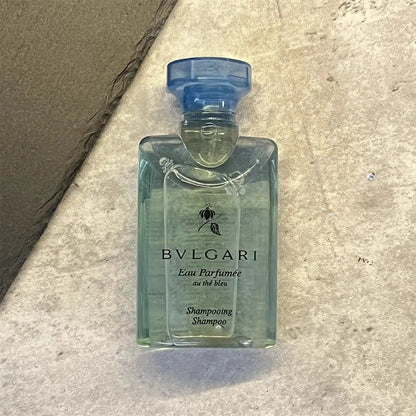 BVLGARI
Eau Parfumée
au thé bleu
Shampooing
Shampoo